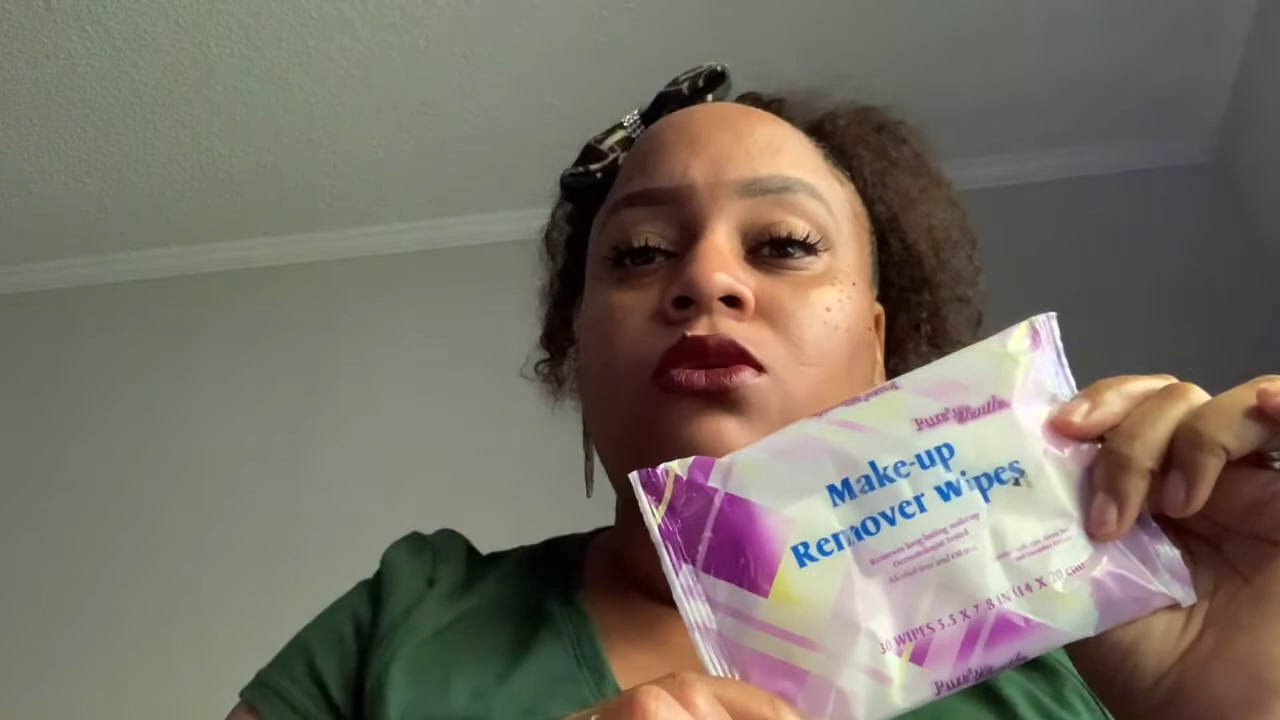 Pure'n Gentle
Make-up
Remover wipes
Removes long lasting makeup
Dermatologist Tested
Alcohol free and Oil free
30 WIPES 5.5 X 7.8 IN (14 X 20 cm)